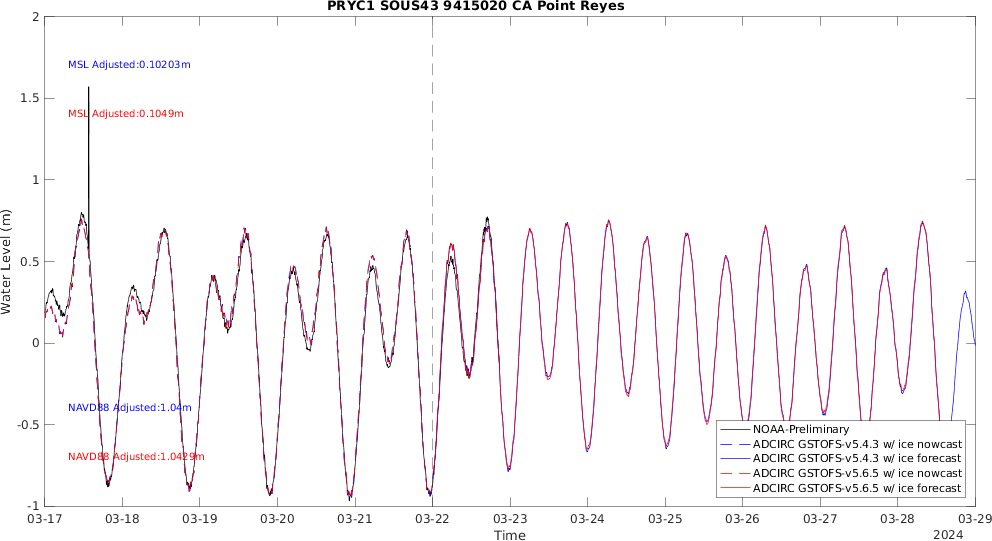 PRYC1 SOUS43 9415020 CA Point Reyes
2
1.5
1
0.5
0
-0.5
-1
Water Level (m)
MSL Adjusted:0.10203m
MSL Adjusted:0.1049m
NAVD88 Adjusted:1.04m
NAVD88 Adjusted:1.0429m
NOAA-Preliminary
ADCIRC GSTOFS-v5.4.3 w/ ice nowcast
ADCIRC GSTOFS-v5.4.3 w/ ice forecast
ADCIRC GSTOFS-v5.6.5 w/ ice nowcast
ADCIRC GSTOFS-v5.6.5 w/ ice forecast
03-17 03-18 03-19 03-20 03-21 03-22 03-23 03-24 03-25 03-26 03-27 03-28 03-29
Time
2024